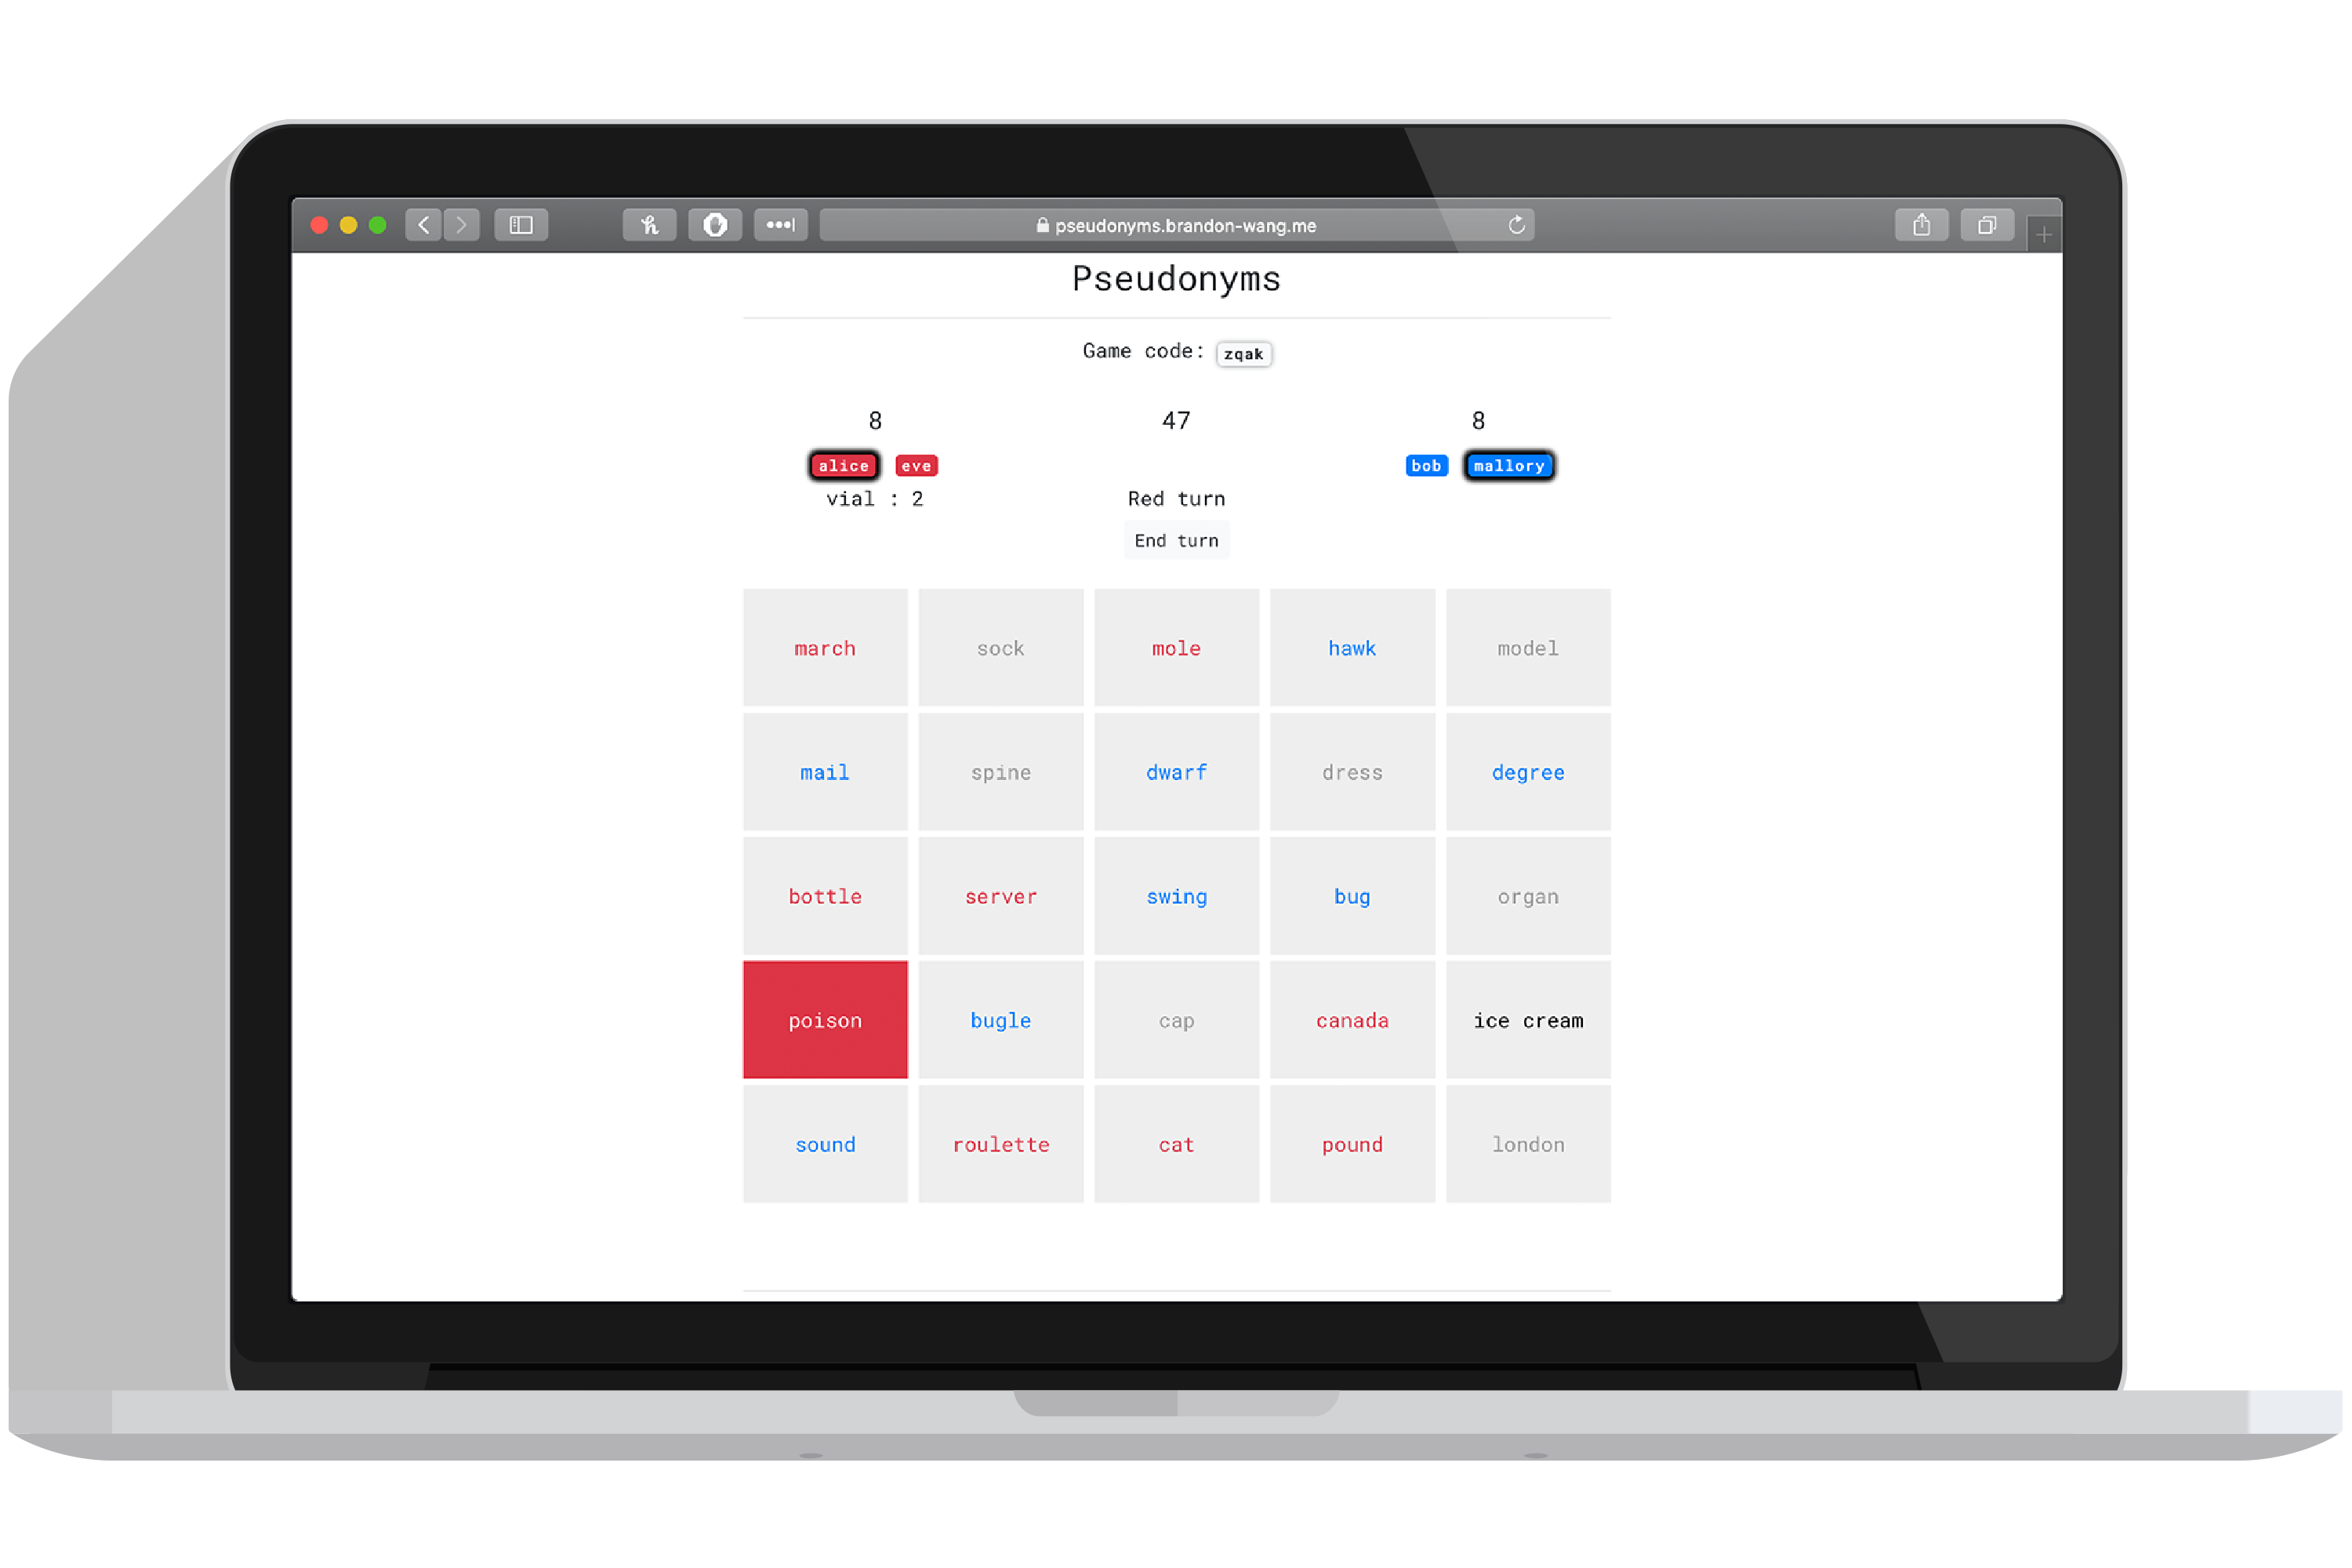 pseudonyms.brandon-wang.me
Pseudonyms
Game code: zqak
8 47 8
alice eve bob mallory
vial : 2 Red turn
End turn
march sock mole hawk model
mail spine dwarf dress degree
bottle server swing bug organ
poison bugle cap canada ice cream
sound roulette cat pound london